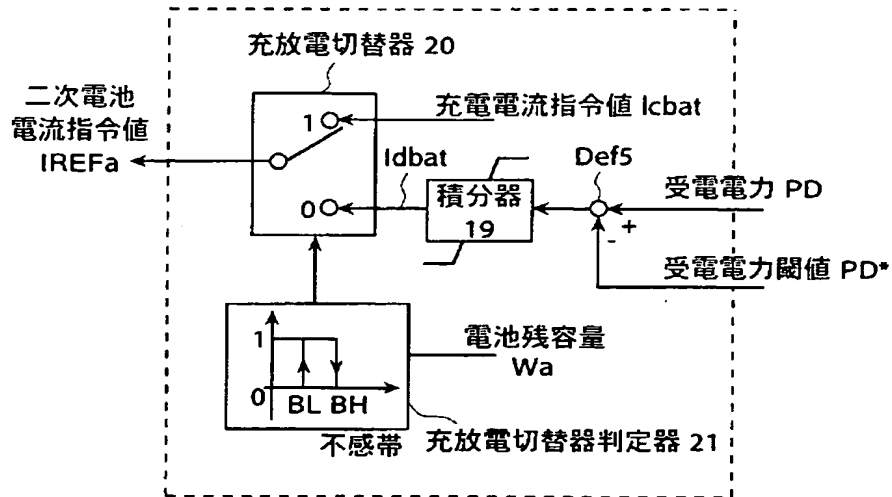 充放電切替器 20
二次電池
電流指令値
IREFa
1
充電電流指令値 Icbat
Idbat
Def5
0
積分器
19
受電電力 PD
- +
受電電力閾値 PD*
1
0
BL BH
電池残容量
Wa
不感帯
充放電切替器判定器 21